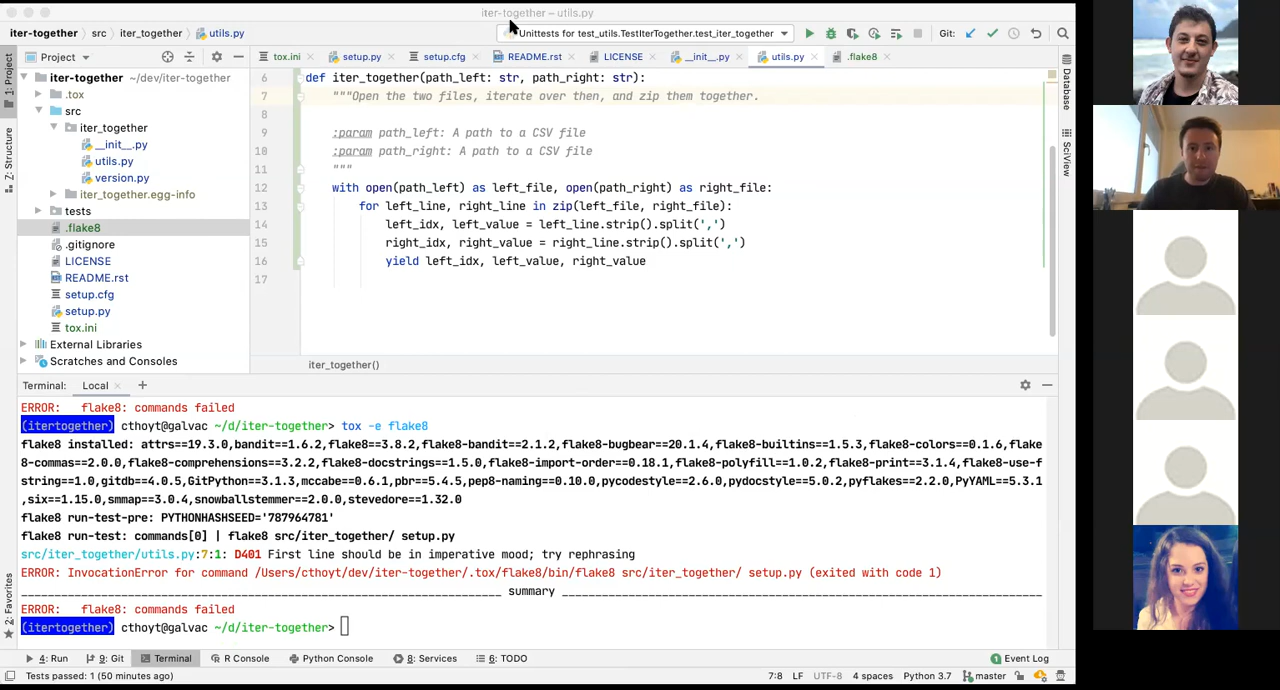 iter-together – utils.py
iter-together › src › iter_together › utils.py
Unittests for test_utils.TestIterTogether.test_iter_together
Git:
1: Project
Project
tox.ini
setup.py
setup.cfg
README.rst
LICENSE
__init__.py
utils.py
.flake8
iter-together ~/dev/iter-together
.tox
src
iter_together
__init__.py
utils.py
version.py
iter_together.egg-info
tests
.flake8
.gitignore
LICENSE
README.rst
setup.cfg
setup.py
tox.ini
External Libraries
Scratches and Consoles
6 def iter_together(path_left: str, path_right: str):
7 """Open the two files, iterate over then, and zip them together.
8
9 :param path_left: A path to a CSV file
10 :param path_right: A path to a CSV file
11 """
12 with open(path_left) as left_file, open(path_right) as right_file:
13 for left_line, right_line in zip(left_file, right_file):
14 left_idx, left_value = left_line.strip().split(',')
15 right_idx, right_value = right_line.strip().split(',')
16 yield left_idx, left_value, right_value
17
iter_together()
Database
SciView
Z: Structure
2: Favorites
Terminal: Local
ERROR: flake8: commands failed
(itertogether) cthoyt@galvac ~/d/iter-together> tox -e flake8
flake8 installed: attrs==19.3.0,bandit==1.6.2,flake8==3.8.2,flake8-bandit==2.1.2,flake8-bugbear==20.1.4,flake8-builtins==1.5.3,flake8-colors==0.1.6,flake
8-commas==2.0.0,flake8-comprehensions==3.2.2,flake8-docstrings==1.5.0,flake8-import-order==0.18.1,flake8-polyfill==1.0.2,flake8-print==3.1.4,flake8-use-f
string==1.0,gitdb==4.0.5,GitPython==3.1.3,mccabe==0.6.1,pbr==5.4.5,pep8-naming==0.10.0,pycodestyle==2.6.0,pydocstyle==5.0.2,pyflakes==2.2.0,PyYAML==5.3.1
,six==1.15.0,smmap==3.0.4,snowballstemmer==2.0.0,stevedore==1.32.0
flake8 run-test-pre: PYTHONHASHSEED='787964781'
flake8 run-test: commands[0] | flake8 src/iter_together/ setup.py
src/iter_together/utils.py:7:1: D401 First line should be in imperative mood; try rephrasing
ERROR: InvocationError for command /Users/cthoyt/dev/iter-together/.tox/flake8/bin/flake8 src/iter_together/ setup.py (exited with code 1)
summary
ERROR: flake8: commands failed
(itertogether) cthoyt@galvac ~/d/iter-together>
4: Run
9: Git
Terminal
R Console
Python Console
8: Services
6: TODO
1 Event Log
Tests passed: 1 (50 minutes ago)
7:8 LF UTF-8 4 spaces Python 3.7 master